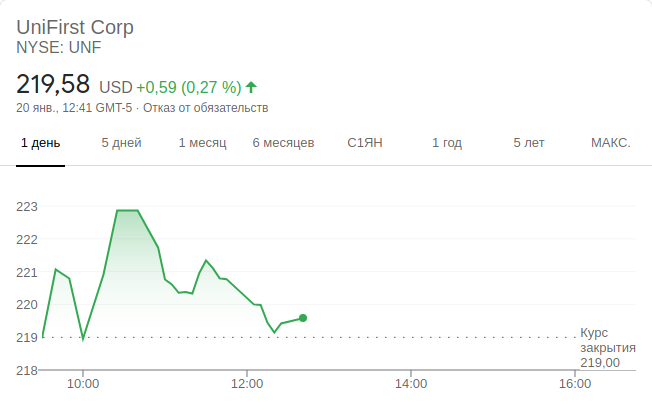 UniFirst Corp
NYSE: UNF
219,58 USD +0,59 (0,27 %)
20 янв., 12:41 GMT-5 · Отказ от обязательств
1 день 5 дней 1 месяц 6 месяцев С1ЯН 1 год 5 лет МАКС.
223
222
221
220
219
218
Курс
закрытия
219,00
10:00 12:00 14:00 16:00